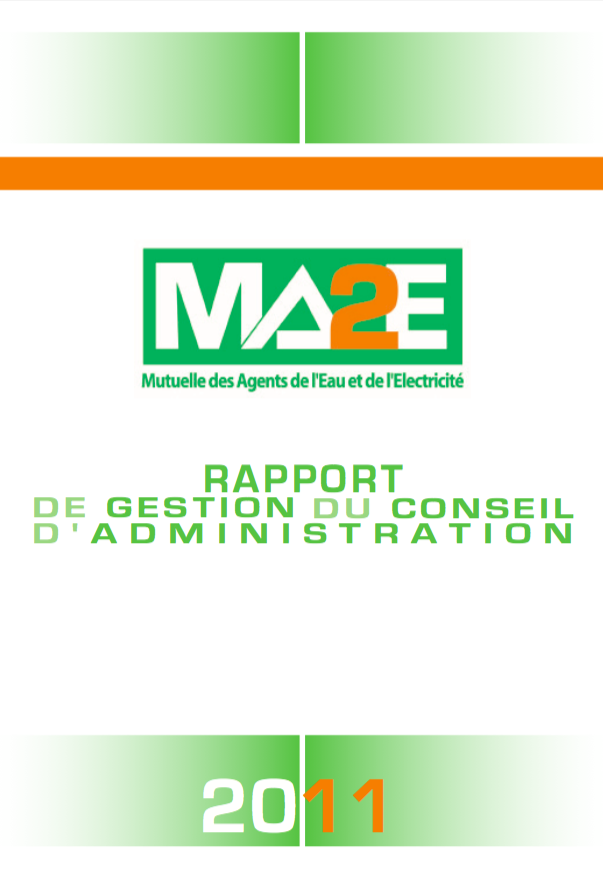 MA2E
Mutuelle des Agents de l'Eau et de l'Electricité
RAPPORT
DE GESTION DU CONSEIL
D'ADMINISTRATION
2011